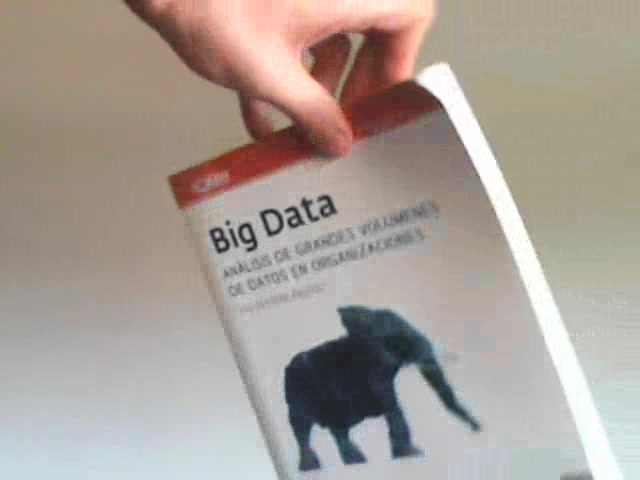 Big Data
ANÁLISIS DE GRANDES VOLÚMENES
DE DATOS EN ORGANIZACIONES